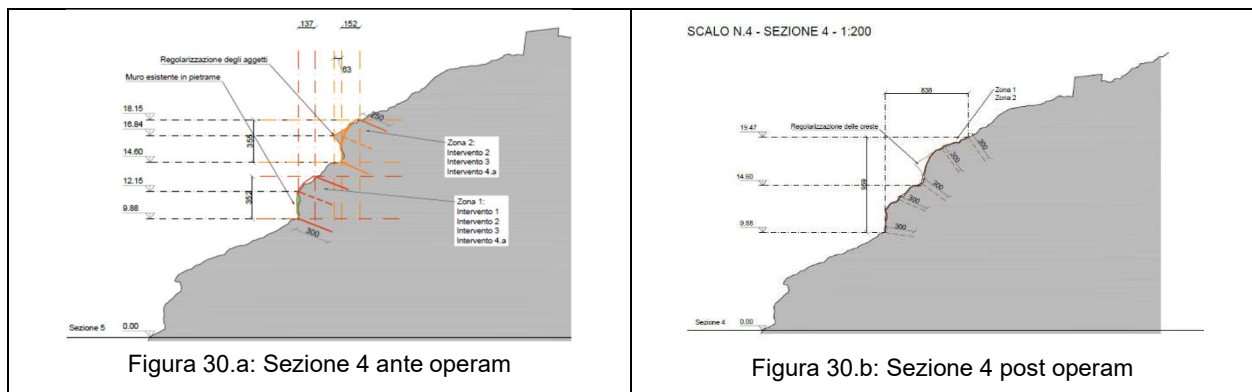 137
152
Regolarizzazione degli aggetti
63
Muro esistente in pietrame
18.15
16.84
14.60
12.15
9.88
355
352
250
300
Zona 2:
Intervento 2
Intervento 3
Intervento 4.a
Zona 1:
Intervento 1
Intervento 2
Intervento 3
Intervento 4.a
Sezione 5
0.00
Figura 30.a: Sezione 4 ante operam
SCALO N.4 - SEZIONE 4 - 1:200
838
Zona 1
Zona 2
Regolarizzazione delle creste
19.47
14.60
9.88
959
300
300
300
300
300
Sezione 4
0.00
Figura 30.b: Sezione 4 post operam